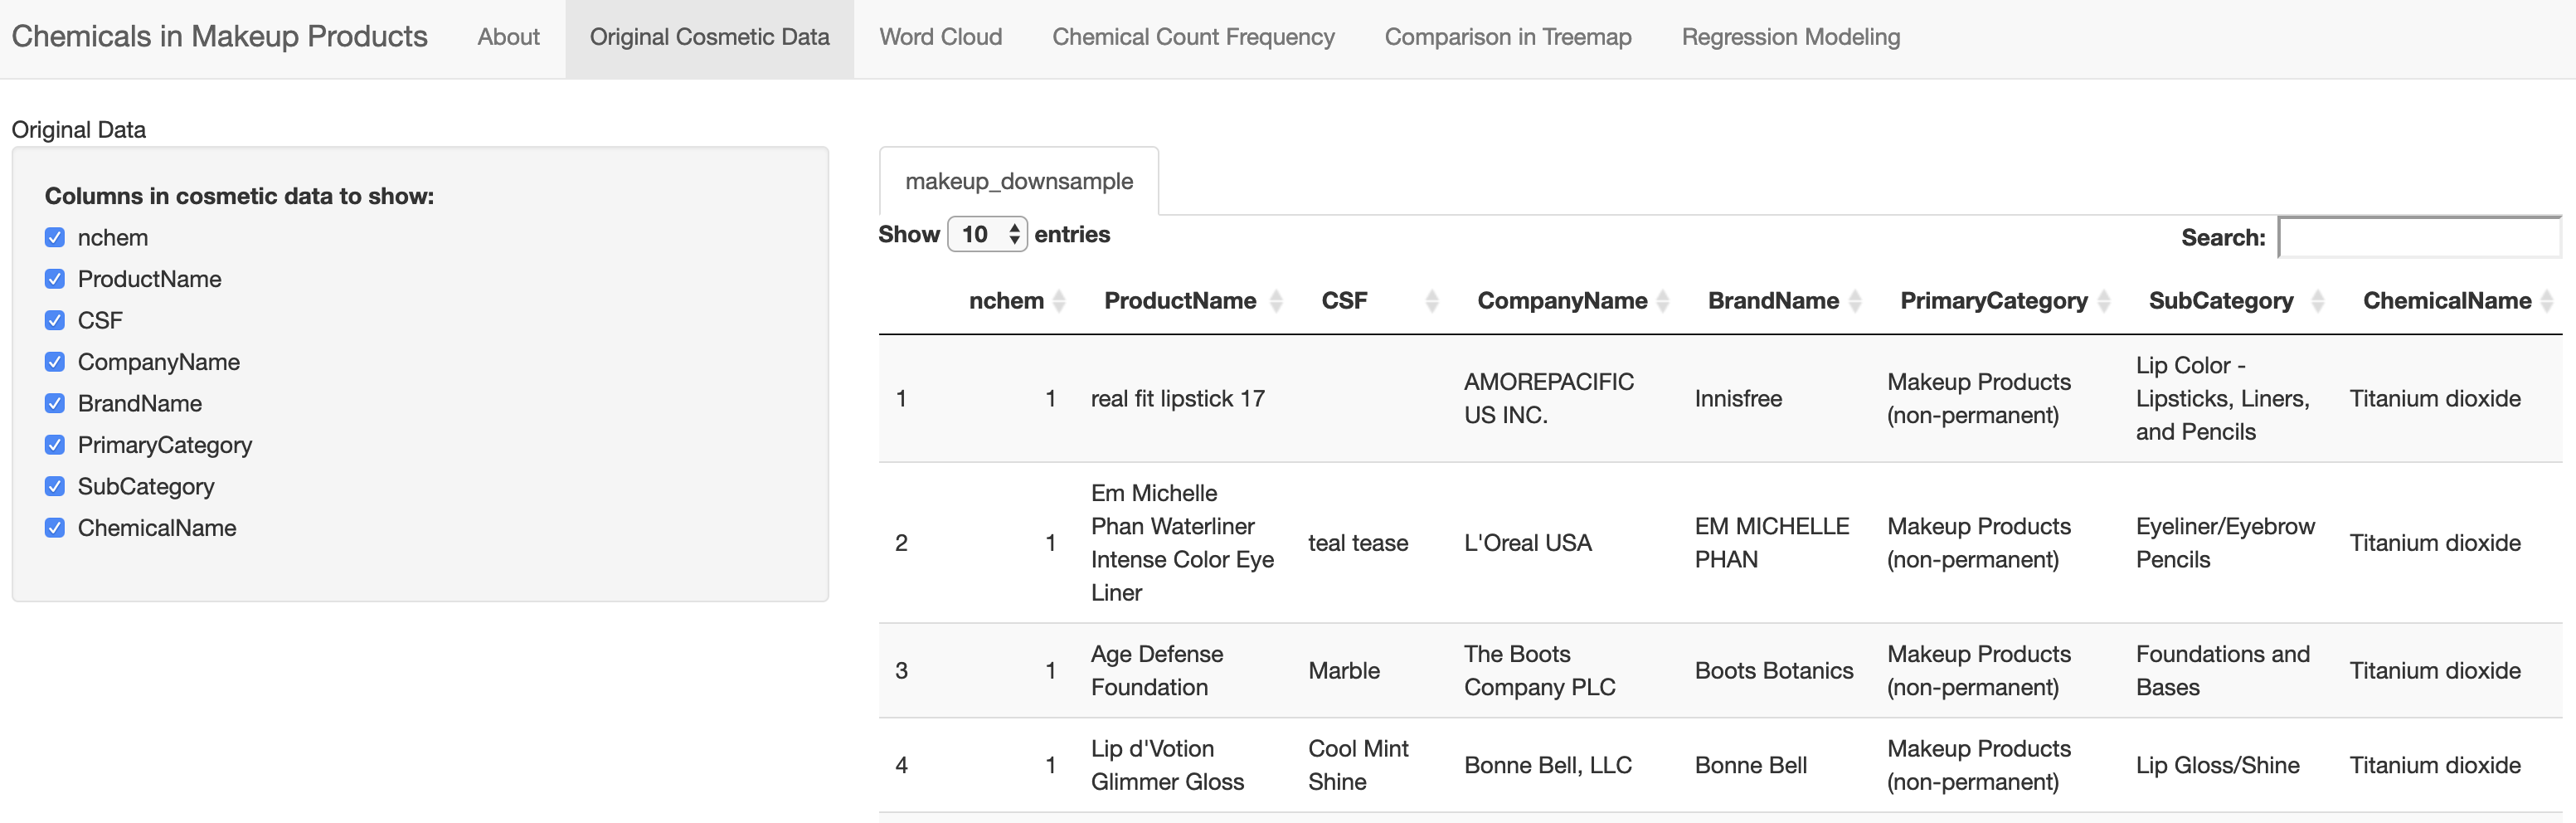 Chemicals in Makeup Products About Original Cosmetic Data Word Cloud Chemical Count Frequency Comparison in Treemap Regression Modeling
Original Data
Columns in cosmetic data to show:
nchem
ProductName
CSF
CompanyName
BrandName
PrimaryCategory
SubCategory
ChemicalName
makeup_downsample
Show 10 entries
Search:
nchem ProductName CSF CompanyName BrandName PrimaryCategory SubCategory ChemicalName
1 1 real fit lipstick 17 AMOREPACIFIC US INC. Innisfree Makeup Products (non-permanent) Lip Color - Lipsticks, Liners, and Pencils Titanium dioxide
2 1 Em Michelle Phan Waterliner Intense Color Eye Liner teal tease L'Oreal USA EM MICHELLE PHAN Makeup Products (non-permanent) Eyeliner/Eyebrow Pencils Titanium dioxide
3 1 Age Defense Foundation Marble The Boots Company PLC Boots Botanics Makeup Products (non-permanent) Foundations and Bases Titanium dioxide
4 1 Lip d'Votion Glimmer Gloss Cool Mint Shine Bonne Bell, LLC Bonne Bell Makeup Products (non-permanent) Lip Gloss/Shine Titanium dioxide